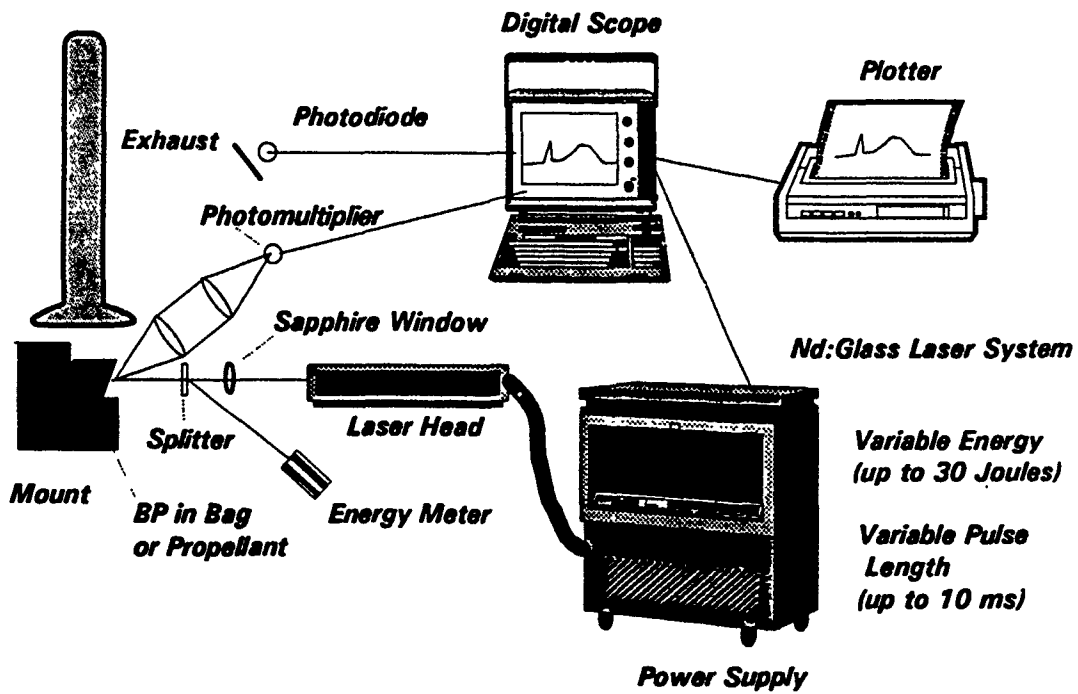 Digital Scope
Plotter
Photodiode
Exhaust
Photomultiplier
Sapphire Window
Nd:Glass Laser System
Laser Head
Splitter
Variable Energy
(up to 30 Joules)
Mount
BP in Bag
or Propellant
Energy Meter
Variable Pulse
Length
(up to 10 ms)
Power Supply